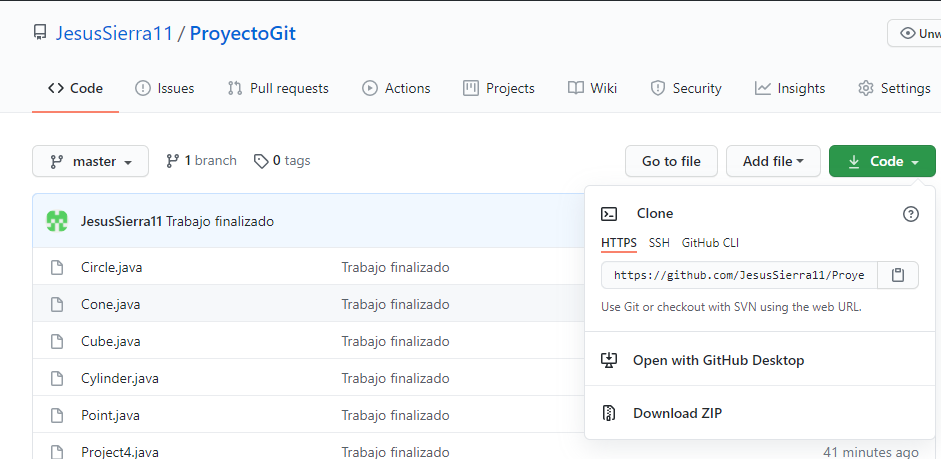 JesusSierra11 / ProyectoGit
Code Issues Pull requests Actions Projects Wiki Security Insights Settings
master 1 branch 0 tags Go to file Add file Code
JesusSierra11 Trabajo finalizado
Circle.java Trabajo finalizado
Cone.java Trabajo finalizado
Cube.java Trabajo finalizado
Cylinder.java Trabajo finalizado
Point.java Trabajo finalizado
Project4.java Trabajo finalizado 41 minutes ago
Clone
HTTPS SSH GitHub CLI
https://github.com/JesusSierra11/Proye
Use Git or checkout with SVN using the web URL.
Open with GitHub Desktop
Download ZIP